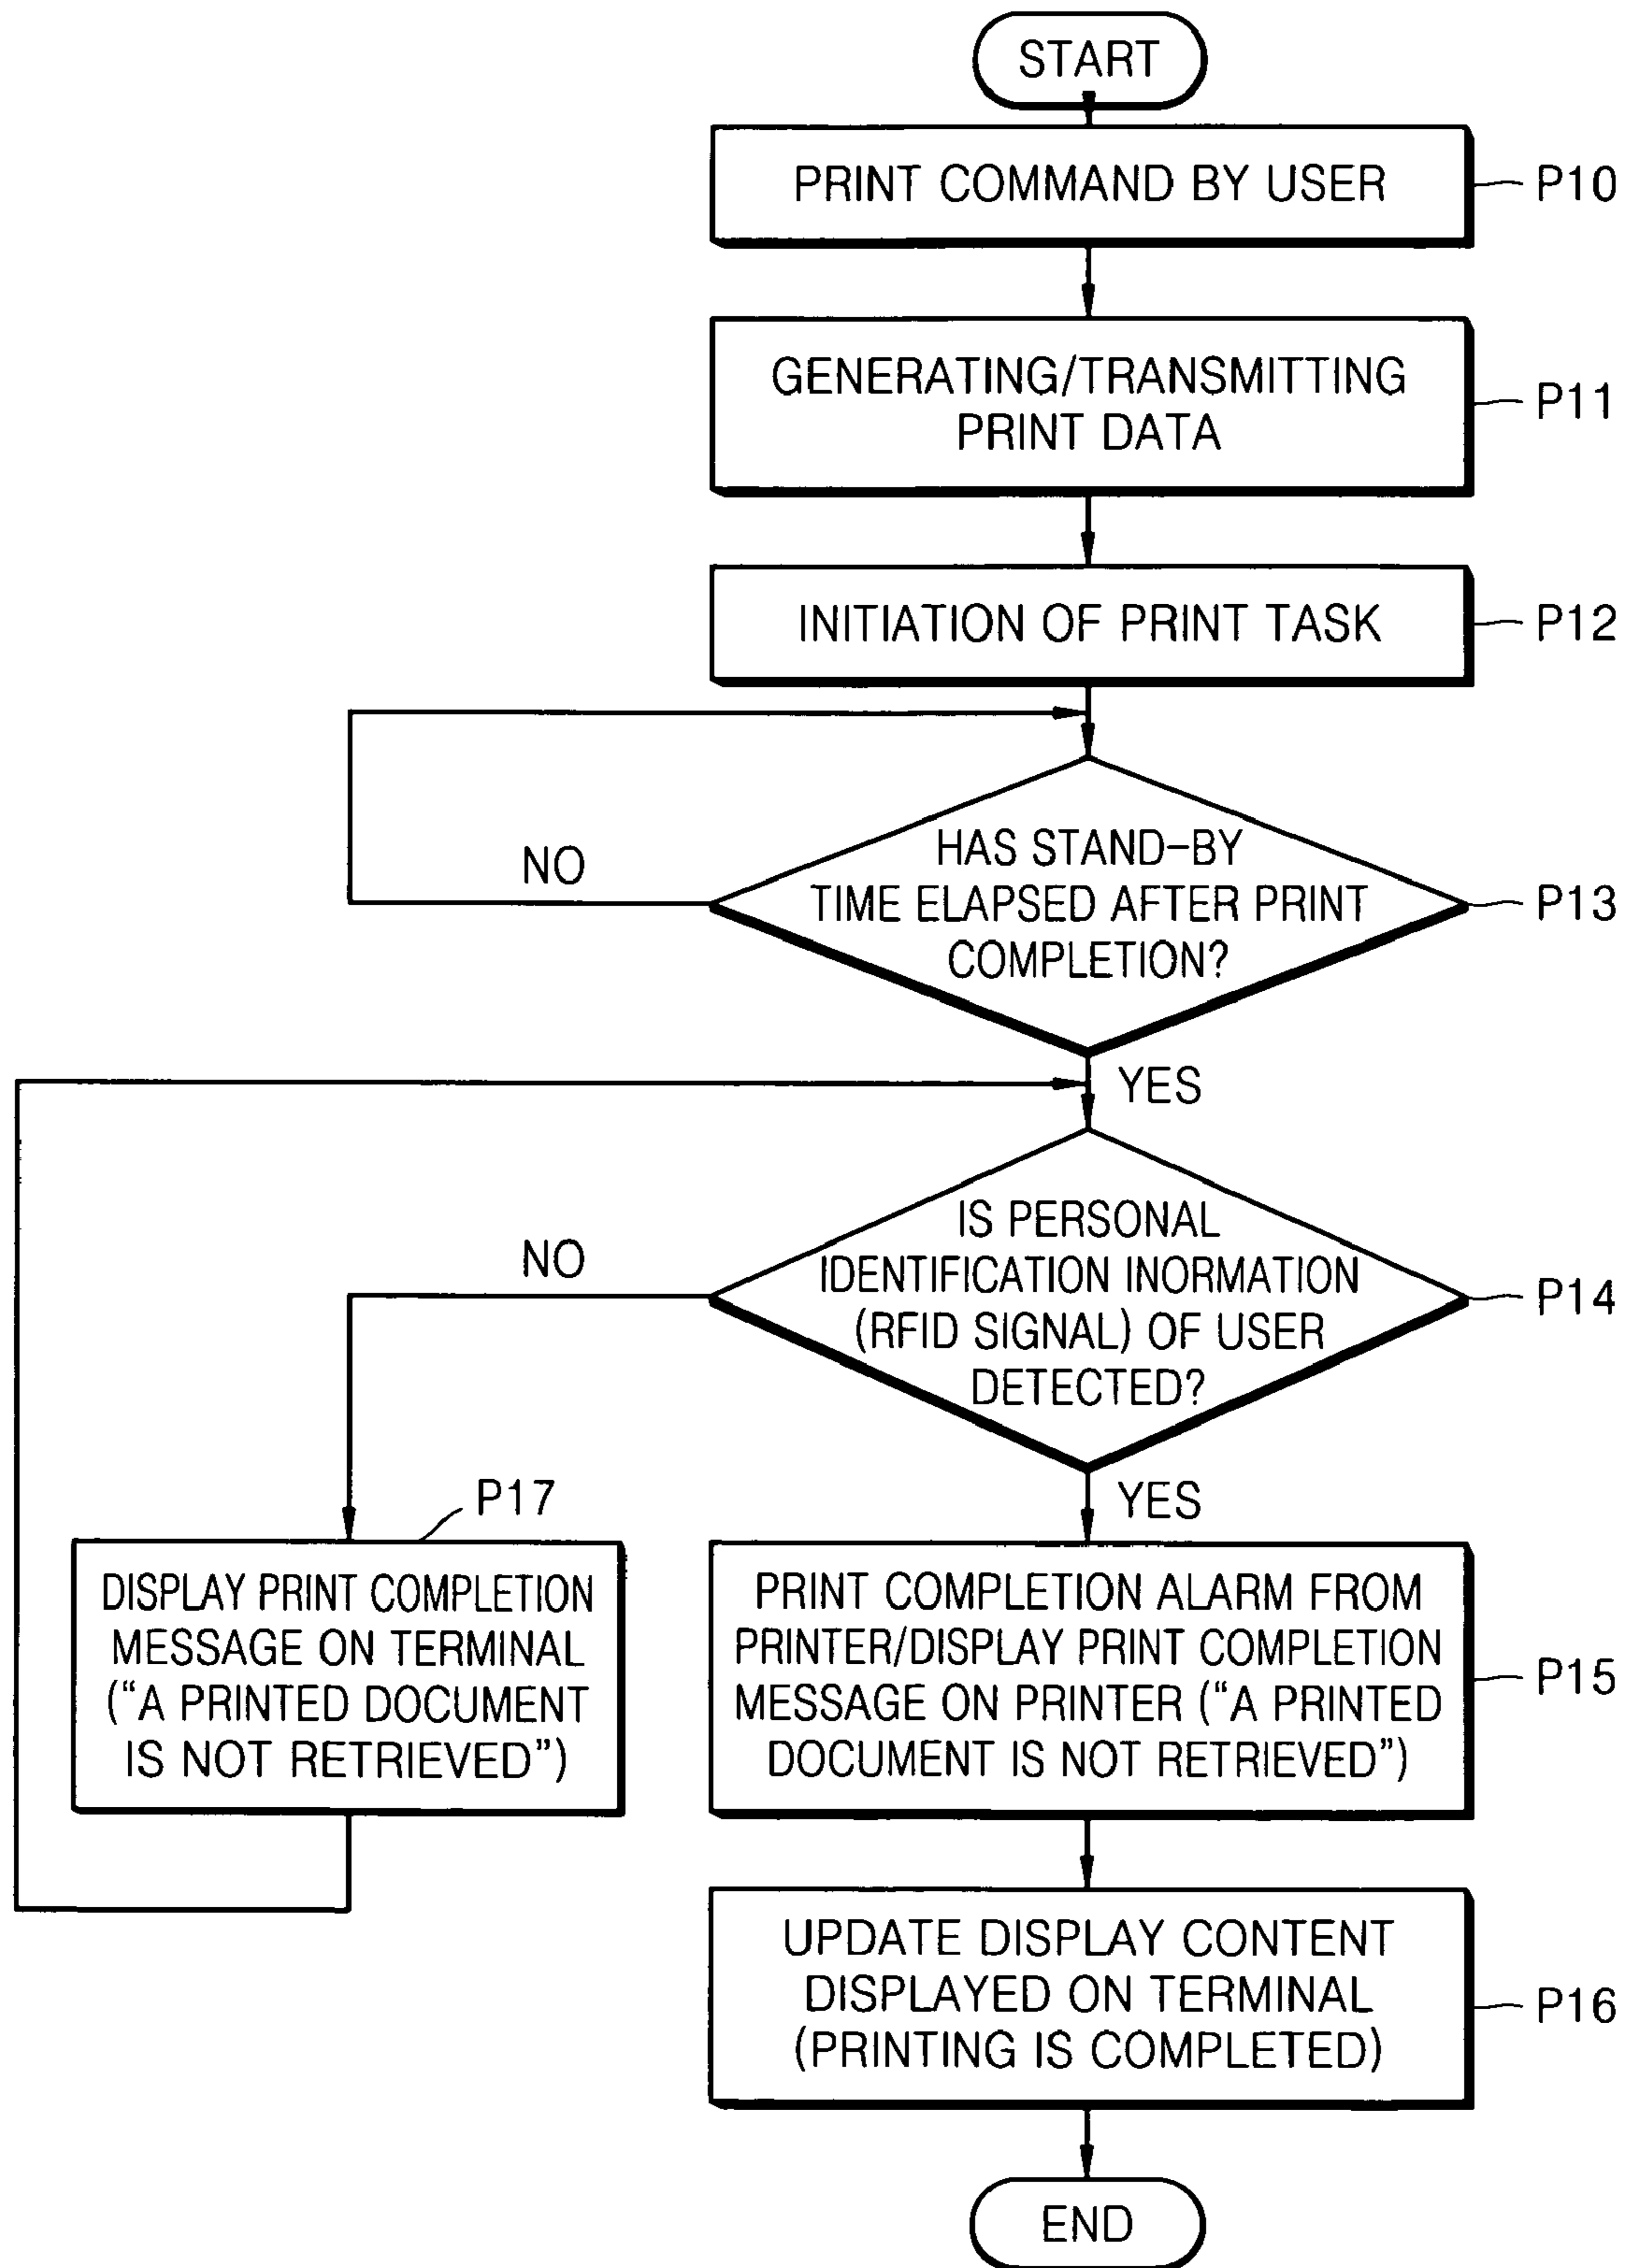 START
PRINT COMMAND BY USER
P10
GENERATING/TRANSMITTING
PRINT DATA
P11
INITIATION OF PRINT TASK
P12
HAS STAND-BY
TIME ELAPSED AFTER PRINT
COMPLETION?
P13
NO
YES
IS PERSONAL
IDENTIFICATION INORMATION
(RFID SIGNAL) OF USER
DETECTED?
P14
NO
YES
P17
DISPLAY PRINT COMPLETION
MESSAGE ON TERMINAL
(“A PRINTED DOCUMENT
IS NOT RETRIEVED”)
PRINT COMPLETION ALARM FROM
PRINTER/DISPLAY PRINT COMPLETION
MESSAGE ON PRINTER (“A PRINTED
DOCUMENT IS NOT RETRIEVED”)
P15
UPDATE DISPLAY CONTENT
DISPLAYED ON TERMINAL
(PRINTING IS COMPLETED)
P16
END